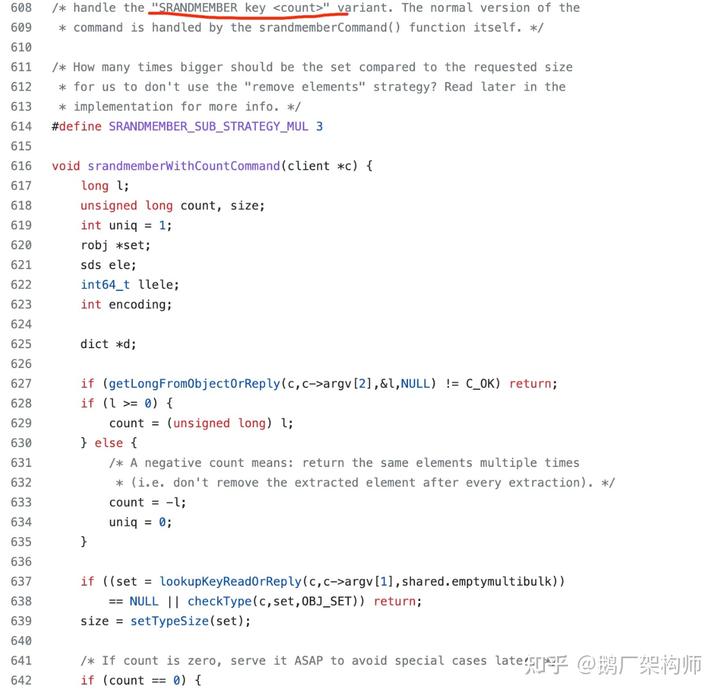 608 /* handle the "SRANDMEMBER key <count>" variant. The normal version of the
609 * command is handled by the srandmemberCommand() function itself. */
610
611 /* How many times bigger should be the set compared to the requested size
612 * for us to don't use the "remove elements" strategy? Read later in the
613 * implementation for more info. */
614 #define SRANDMEMBER_SUB_STRATEGY_MUL 3
615
616 void srandmemberWithCountCommand(client *c) {
617 long l;
618 unsigned long count, size;
619 int uniq = 1;
620 robj *set;
621 sds ele;
622 int64_t llele;
623 int encoding;
624
625 dict *d;
626
627 if (getLongFromObjectOrReply(c,c->argv[2],&l,NULL) != C_OK) return;
628 if (l >= 0) {
629 count = (unsigned long) l;
630 } else {
631 /* A negative count means: return the same elements multiple times
632 * (i.e. don't remove the extracted element after every extraction). */
633 count = -l;
634 uniq = 0;
635 }
636
637 if ((set = lookupKeyReadOrReply(c,c->argv[1],shared.emptymultibulk))
638 == NULL || checkType(c,set,OBJ_SET)) return;
639 size = setTypeSize(set);
640
641 /* If count is zero, serve it ASAP to avoid special cases later. */
642 if (count == 0) {
知乎 @鹅厂架构师